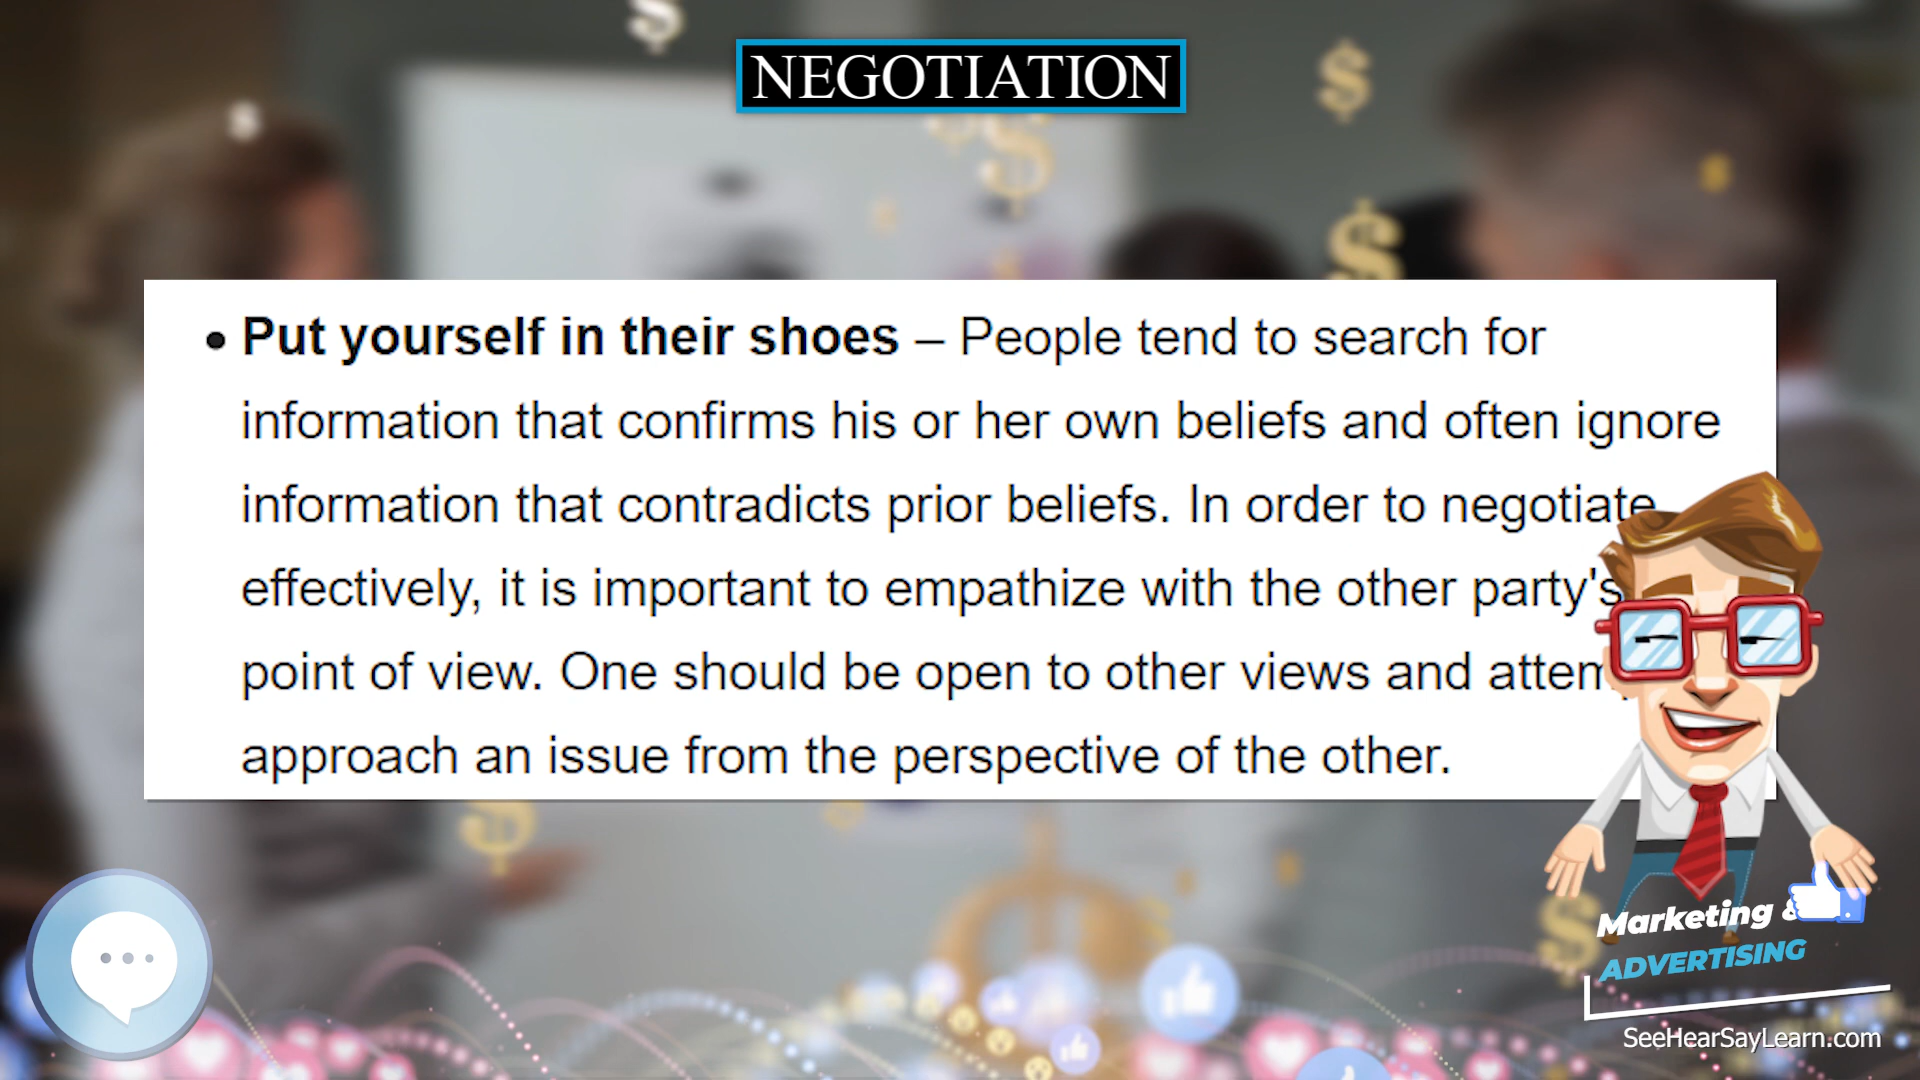 NEGOTIATION
• Put yourself in their shoes – People tend to search for
information that confirms his or her own beliefs and often ignore
information that contradicts prior beliefs. In order to negotiate
effectively, it is important to empathize with the other party's
point of view. One should be open to other views and
approach an issue from the perspective of the other.
Marketing &
ADVERTISING
SeeHearSayLearn.com